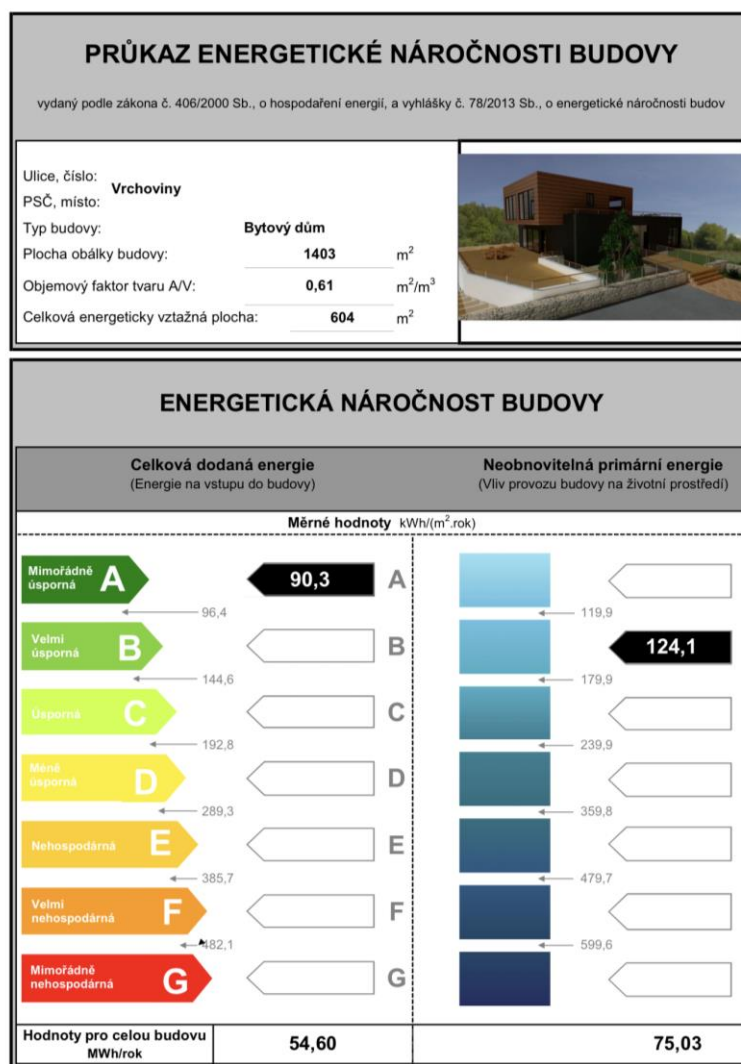 PRŮKAZ ENERGETICKÉ NÁROČNOSTI BUDOVY
vydaný podle zákona č. 406/2000 Sb., o hospodaření energií, a vyhlášky č. 78/2013 Sb., o energetické náročnosti budov
Ulice, číslo:
Vrchoviny
PSČ, místo:
Typ budovy: Bytový dům
Plocha obálky budovy: 1403 m²
Objemový faktor tvaru A/V: 0,61 m²/m³
Celková energeticky vztažná plocha: 604 m²
ENERGETICKÁ NÁROČNOST BUDOVY
Celková dodaná energie
(Energie na vstupu do budovy)
Neobnovitelná primární energie
(Vliv provozu budovy na životní prostředí)
Měrné hodnoty kWh/(m².rok)
Mimořádně úsporná A 90,3 A
96,4 119,9
Velmi úsporná B B 124,1
144,6 179,9
Úsporná C C
192,8 239,9
Méně úsporná D D
289,3 359,8
Nehospodárná E E
385,7 479,7
Velmi nehospodárná F F
482,1 599,6
Mimořádně nehospodárná G G
Hodnoty pro celou budovu
MWh/rok
54,60 75,03